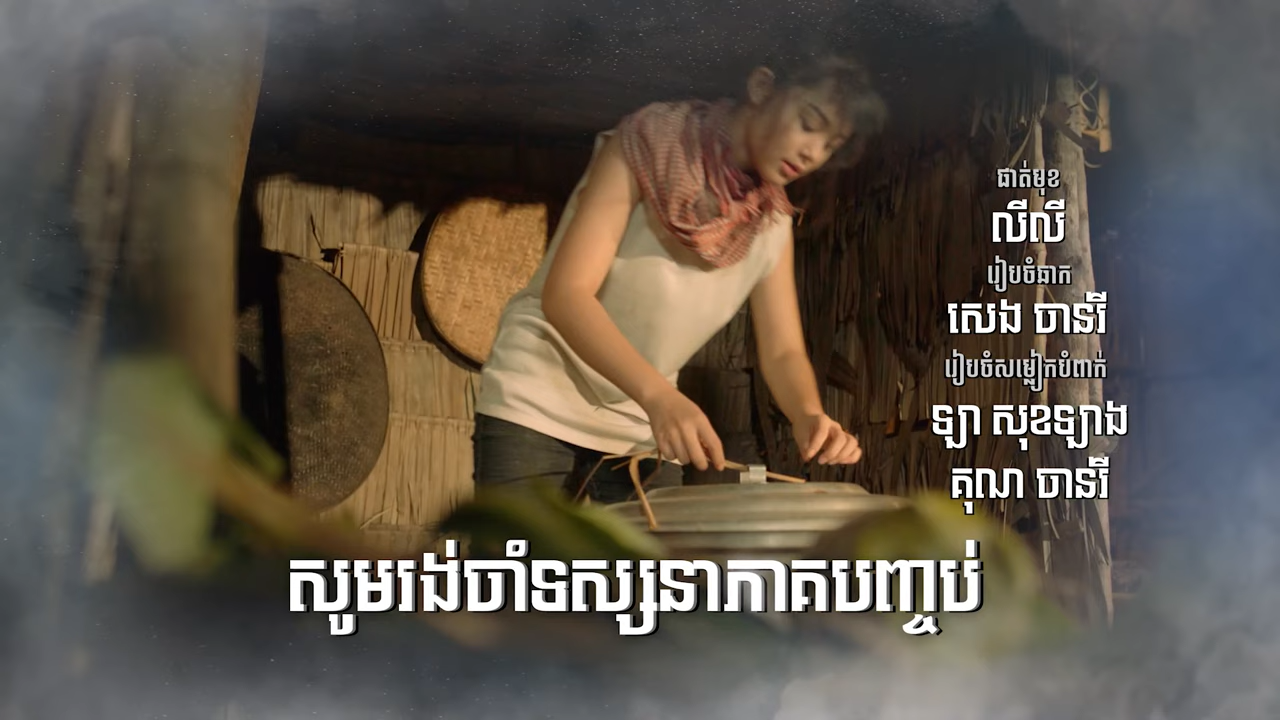 ផាត់មុខ
លីលី
រៀបចំឆាក
សេង ចាន់រី
រៀបចំសម្លៀកបំពាក់
ឡា សុខឡាង
គុណ ចាន់រី
សូមរង់ចាំទស្សនាភាគបញ្ចប់